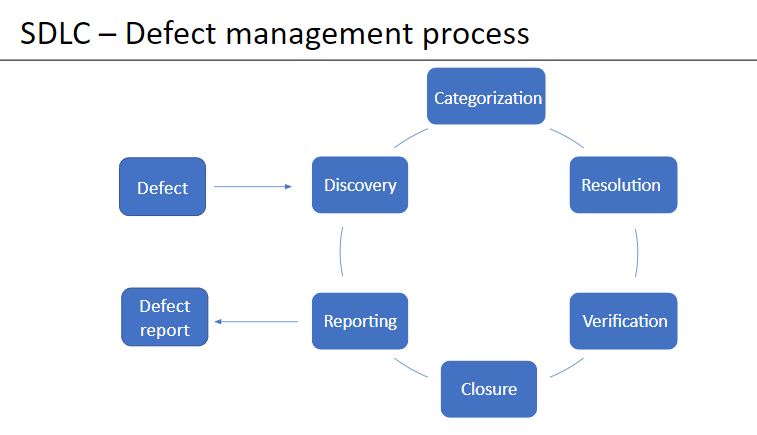 SDLC – Defect management process
Categorization
Defect
Discovery
Resolution
Defect
report
Reporting
Verification
Closure